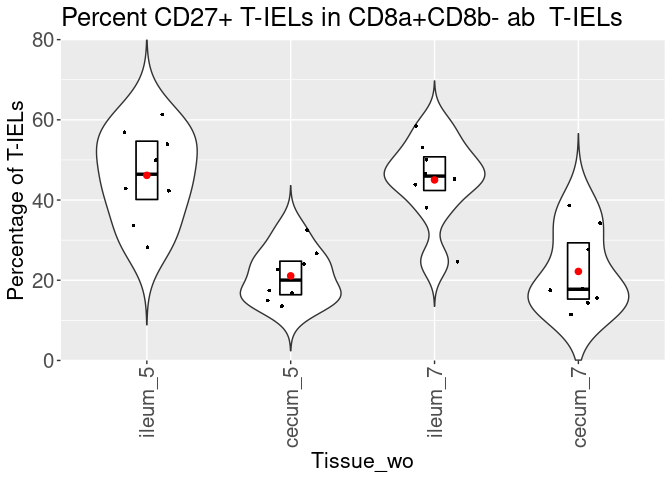 Percent CD27+ T-IELs in CD8a+CD8b- ab  T-IELs
Percentage of T-IELs
80
60
40
20
0
ileum_5
cecum_5
ileum_7
cecum_7
Tissue_wo